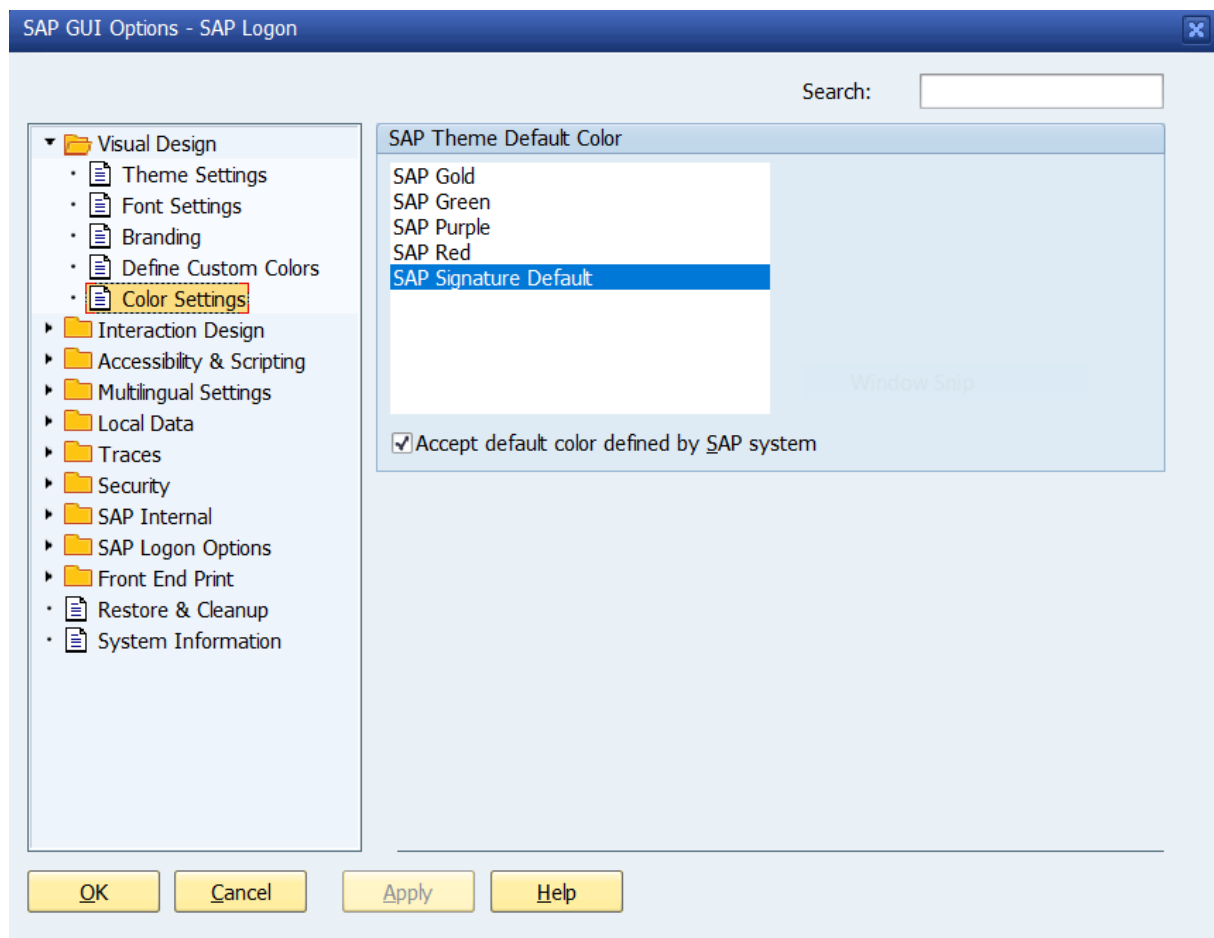 SAP GUI Options - SAP Logon
Search:
Visual Design
Theme Settings
Font Settings
Branding
Define Custom Colors
Color Settings
Interaction Design
Accessibility & Scripting
Multilingual Settings
Local Data
Traces
Security
SAP Internal
SAP Logon Options
Front End Print
Restore & Cleanup
System Information
SAP Theme Default Color
SAP Gold
SAP Green
SAP Purple
SAP Red
SAP Signature Default
Window Snip
Accept default color defined by SAP system
OK
Cancel
Apply
Help